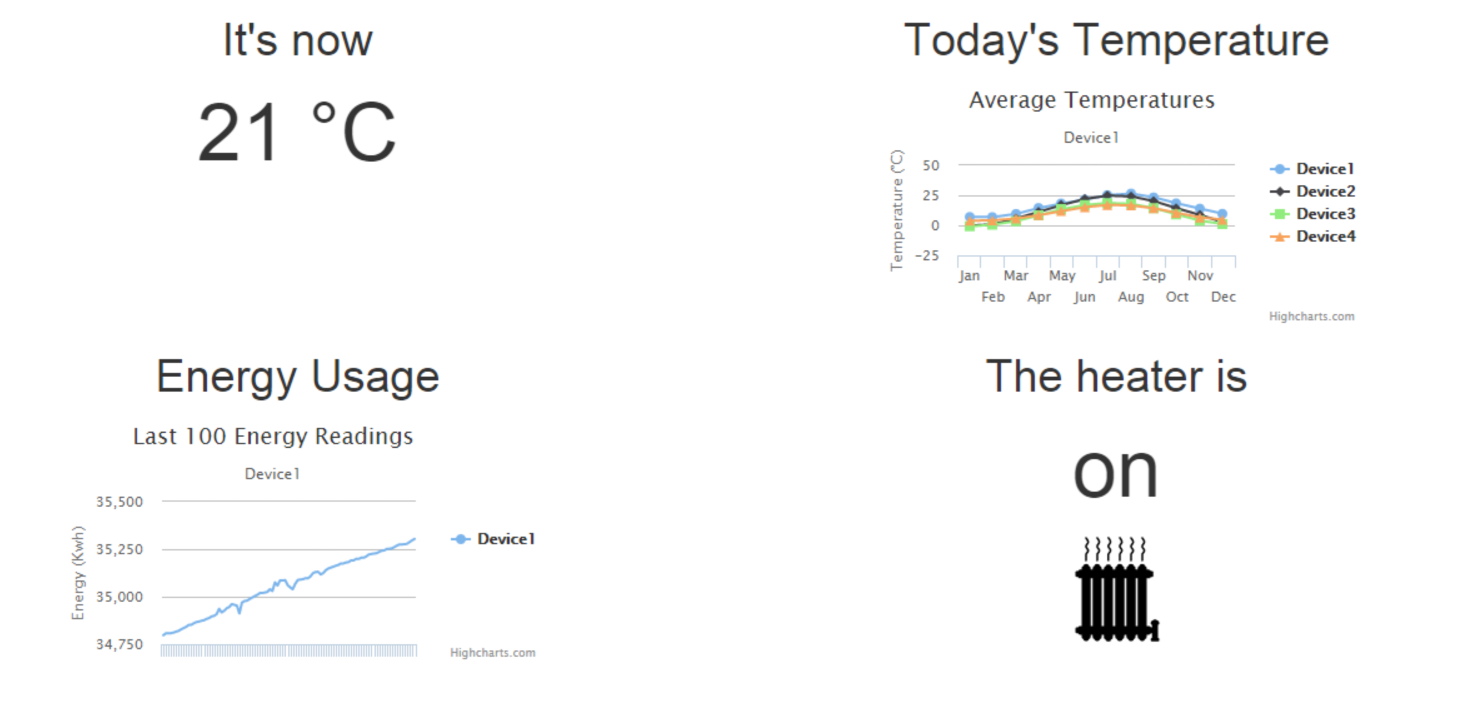 It's now
21 °C
Today's Temperature
Average Temperatures
Device1
Temperature (°C)
50
25
0
−25
Jan Mar May Jul Sep Nov
Feb Apr Jun Aug Oct Dec
Device1
Device2
Device3
Device4
Highcharts.com
Energy Usage
Last 100 Energy Readings
Device1
Energy (Kwh)
35,500
35,250
35,000
34,750
Device1
Highcharts.com
The heater is
on